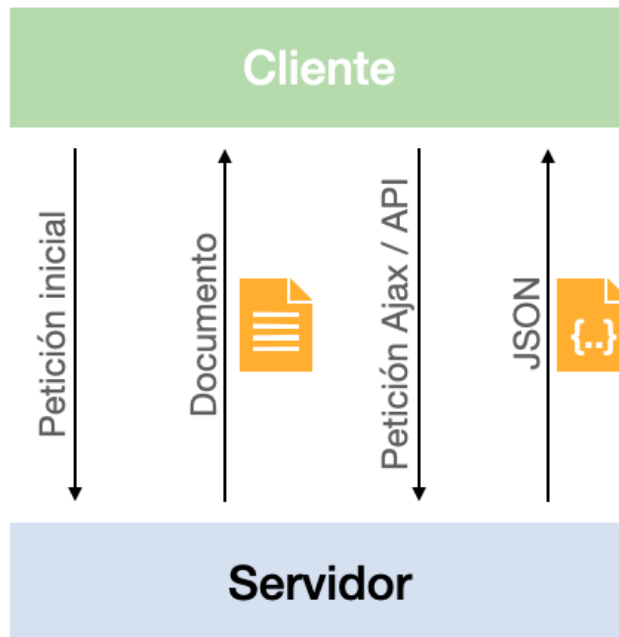 Cliente
Petición inicial
Documento
Petición Ajax / API
JSON
{..}
Servidor